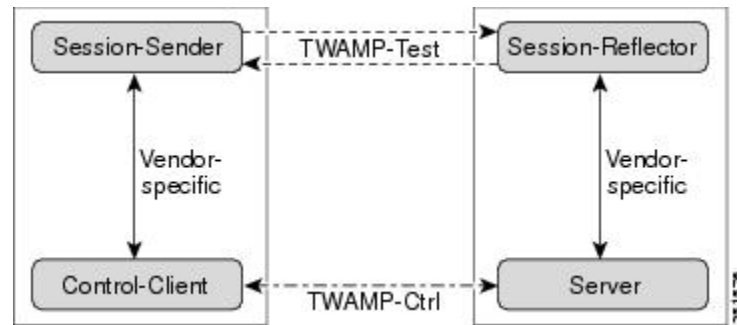 Session-Sender
TWAMP-Test
Session-Reflector
Vendor-
specific
Vendor-
specific
Control-Client
TWAMP-Ctrl
Server